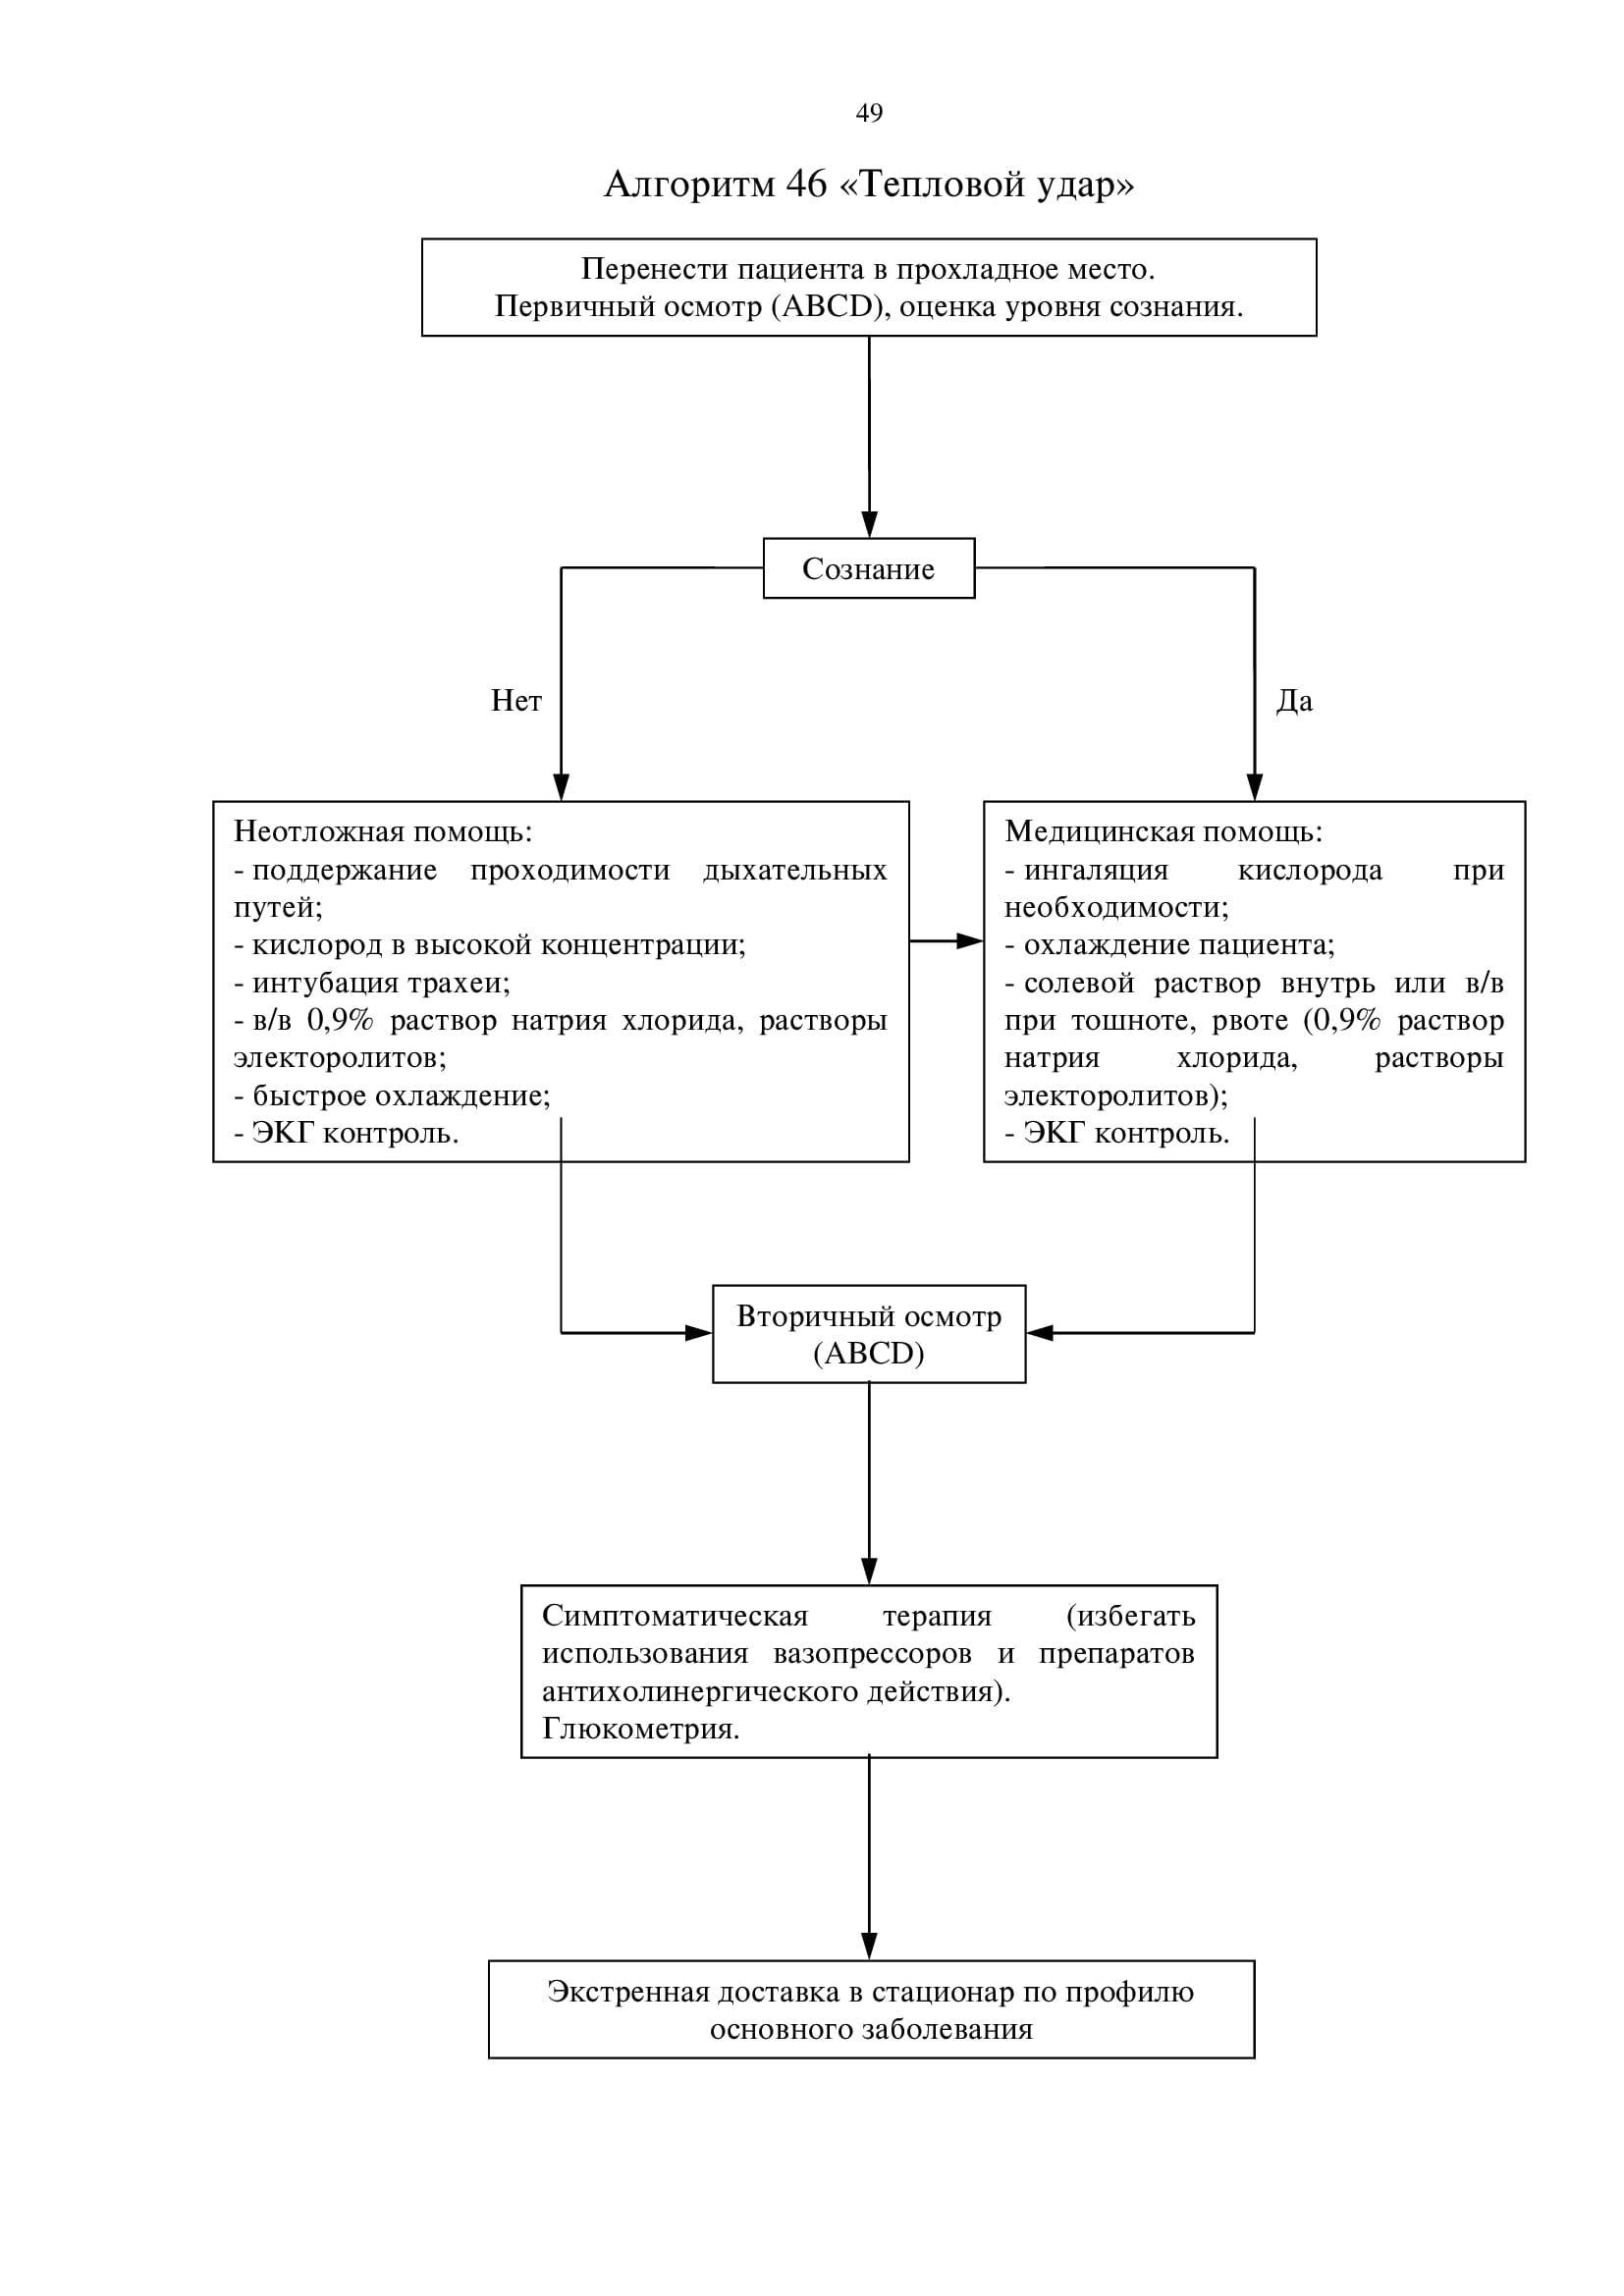 49
Алгоритм 46 «Тепловой удар»
Перенести пациента в прохладное место.
Первичный осмотр (ABCD), оценка уровня сознания.
Сознание
Нет
Да
Неотложная помощь:
- поддержание проходимости дыхательных
путей;
- кислород в высокой концентрации;
- интубация трахеи;
- в/в 0,9% раствор натрия хлорида, растворы
электоролитов;
- быстрое охлаждение;
- ЭКГ контроль.
Медицинская помощь:
- ингаляция кислорода при
необходимости;
- охлаждение пациента;
- солевой раствор внутрь или в/в
при тошноте, рвоте (0,9% раствор
натрия хлорида, растворы
электоролитов);
- ЭКГ контроль.
Вторичный осмотр
(ABCD)
Симптоматическая терапия (избегать
использования вазопрессоров и препаратов
антихолинергического действия).
Глюкометрия.
Экстренная доставка в стационар по профилю
основного заболевания